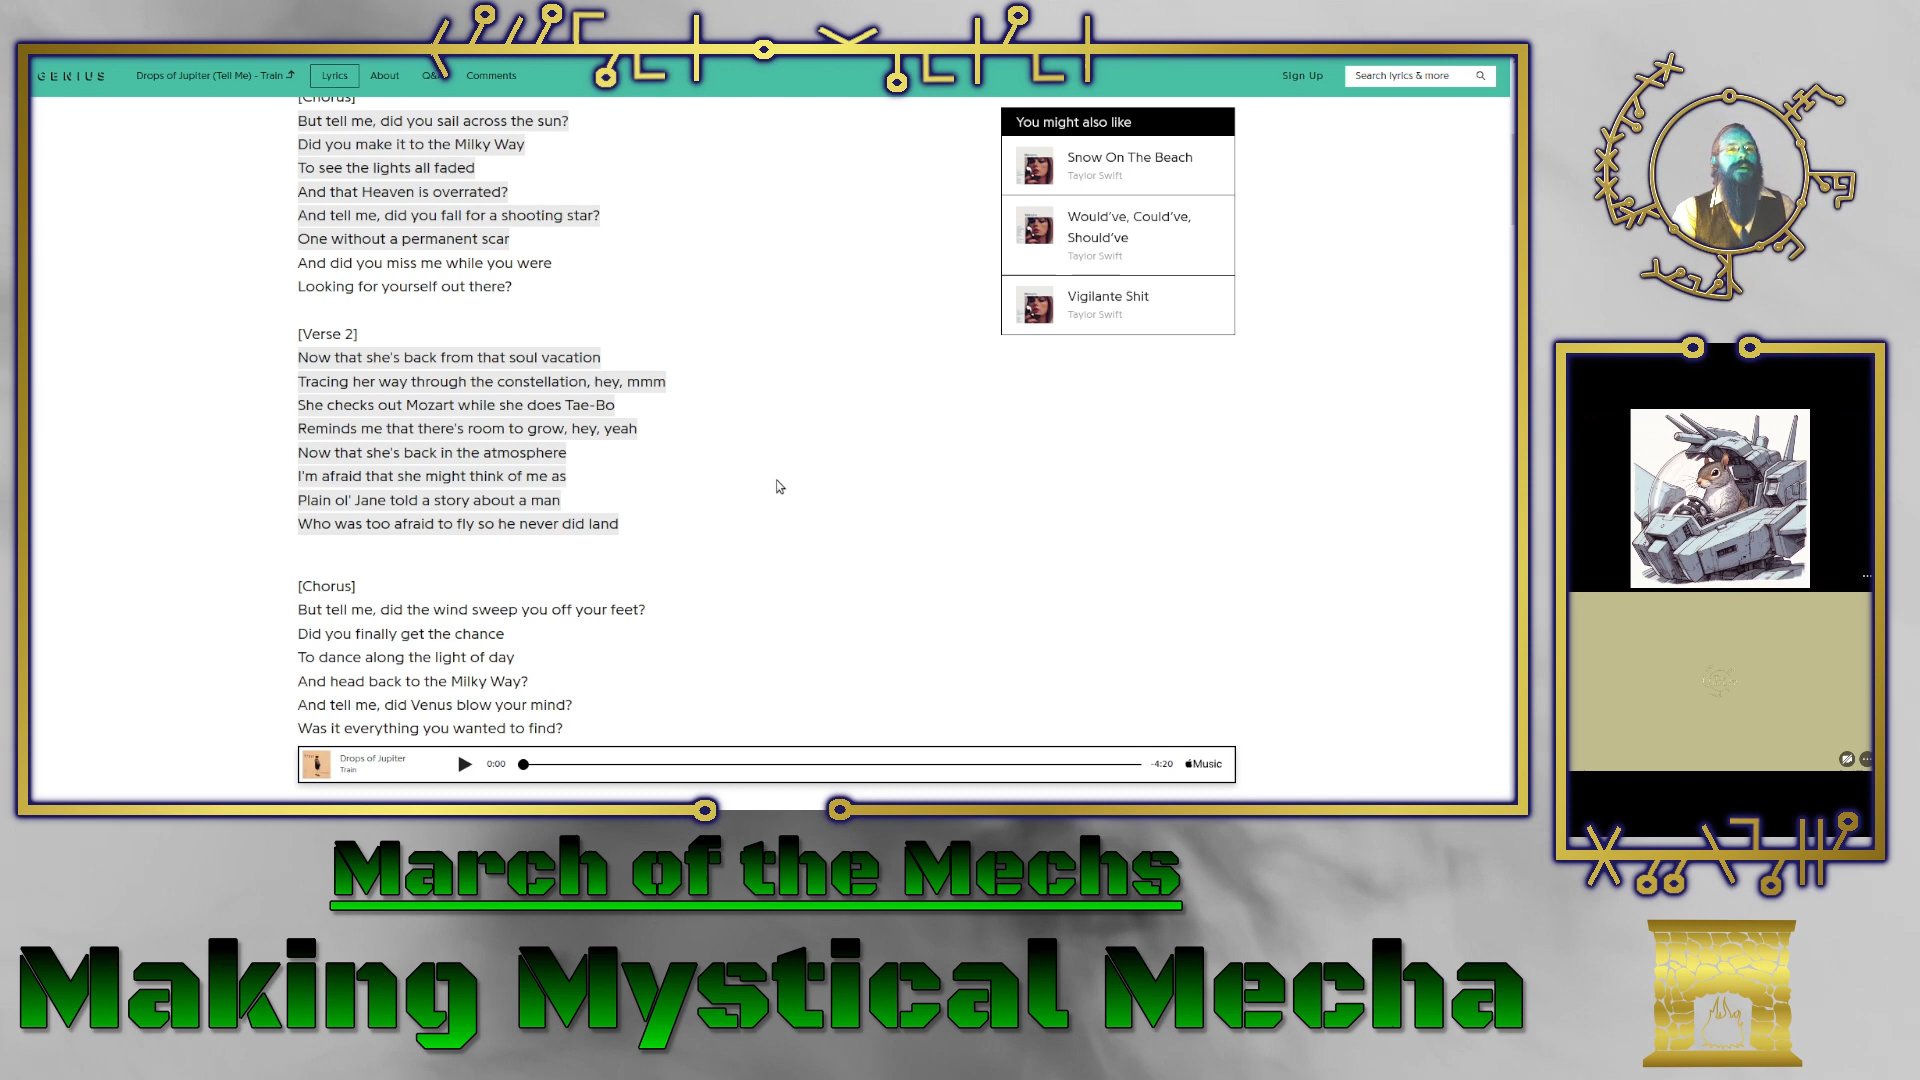 GENIUS
Drops of Jupiter (Tell Me) - Train
Lyrics
About
Q&
Comments
Sign Up
Search lyrics & more
[Chorus]
But tell me, did you sail across the sun?
Did you make it to the Milky Way
To see the lights all faded
And that Heaven is overrated?
And tell me, did you fall for a shooting star?
One without a permanent scar
And did you miss me while you were
Looking for yourself out there?
[Verse 2]
Now that she's back from that soul vacation
Tracing her way through the constellation, hey, mmm
She checks out Mozart while she does Tae-Bo
Reminds me that there's room to grow, hey, yeah
Now that she's back in the atmosphere
I'm afraid that she might think of me as
Plain ol' Jane told a story about a man
Who was too afraid to fly so he never did land
[Chorus]
But tell me, did the wind sweep you off your feet?
Did you finally get the chance
To dance along the light of day
And head back to the Milky Way?
And tell me, did Venus blow your mind?
Was it everything you wanted to find?
You might also like
Snow On The Beach
Taylor Swift
Would've, Could've,
Should've
Taylor Swift
Vigilante Shit
Taylor Swift
Drops of Jupiter
Train
0:00
-4:20
Music
March of the Mechs
Making Mystical Mecha